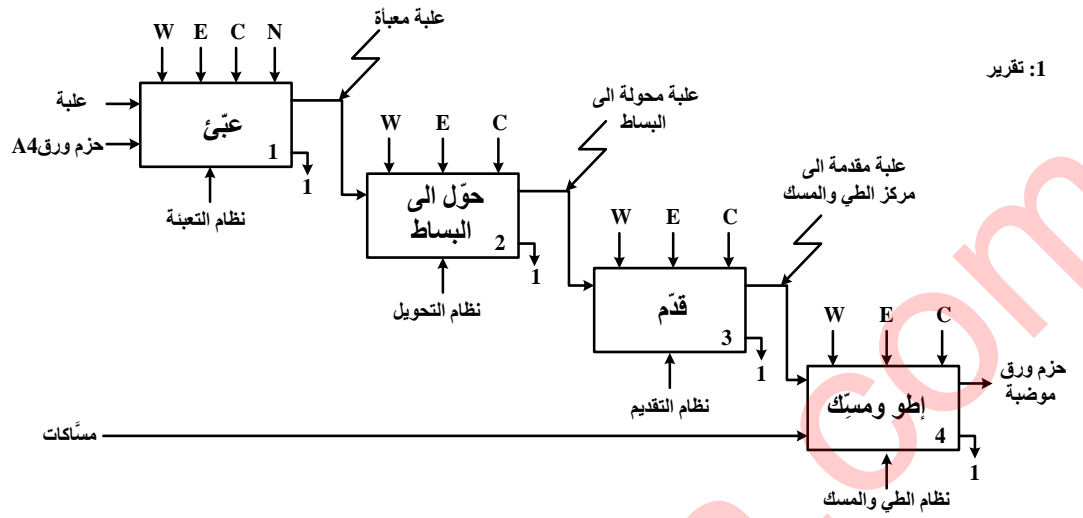 علبة معبأة
W E C N
1: تقرير
علبة
حزم ورقA4
عبّئ
1
1
نظام التعبئة
علبة محولة الى
البساط
W E C
حوّل الى
البساط
2
1
نظام التحويل
علبة مقدمة الى
مركز الطي والمسك
W E C
قدّم
3
1
نظام التقديم
W E C
إطو ومسِّك
4
1
حزم ورق
موضبة
مسَّاكات
نظام الطي والمسك
com